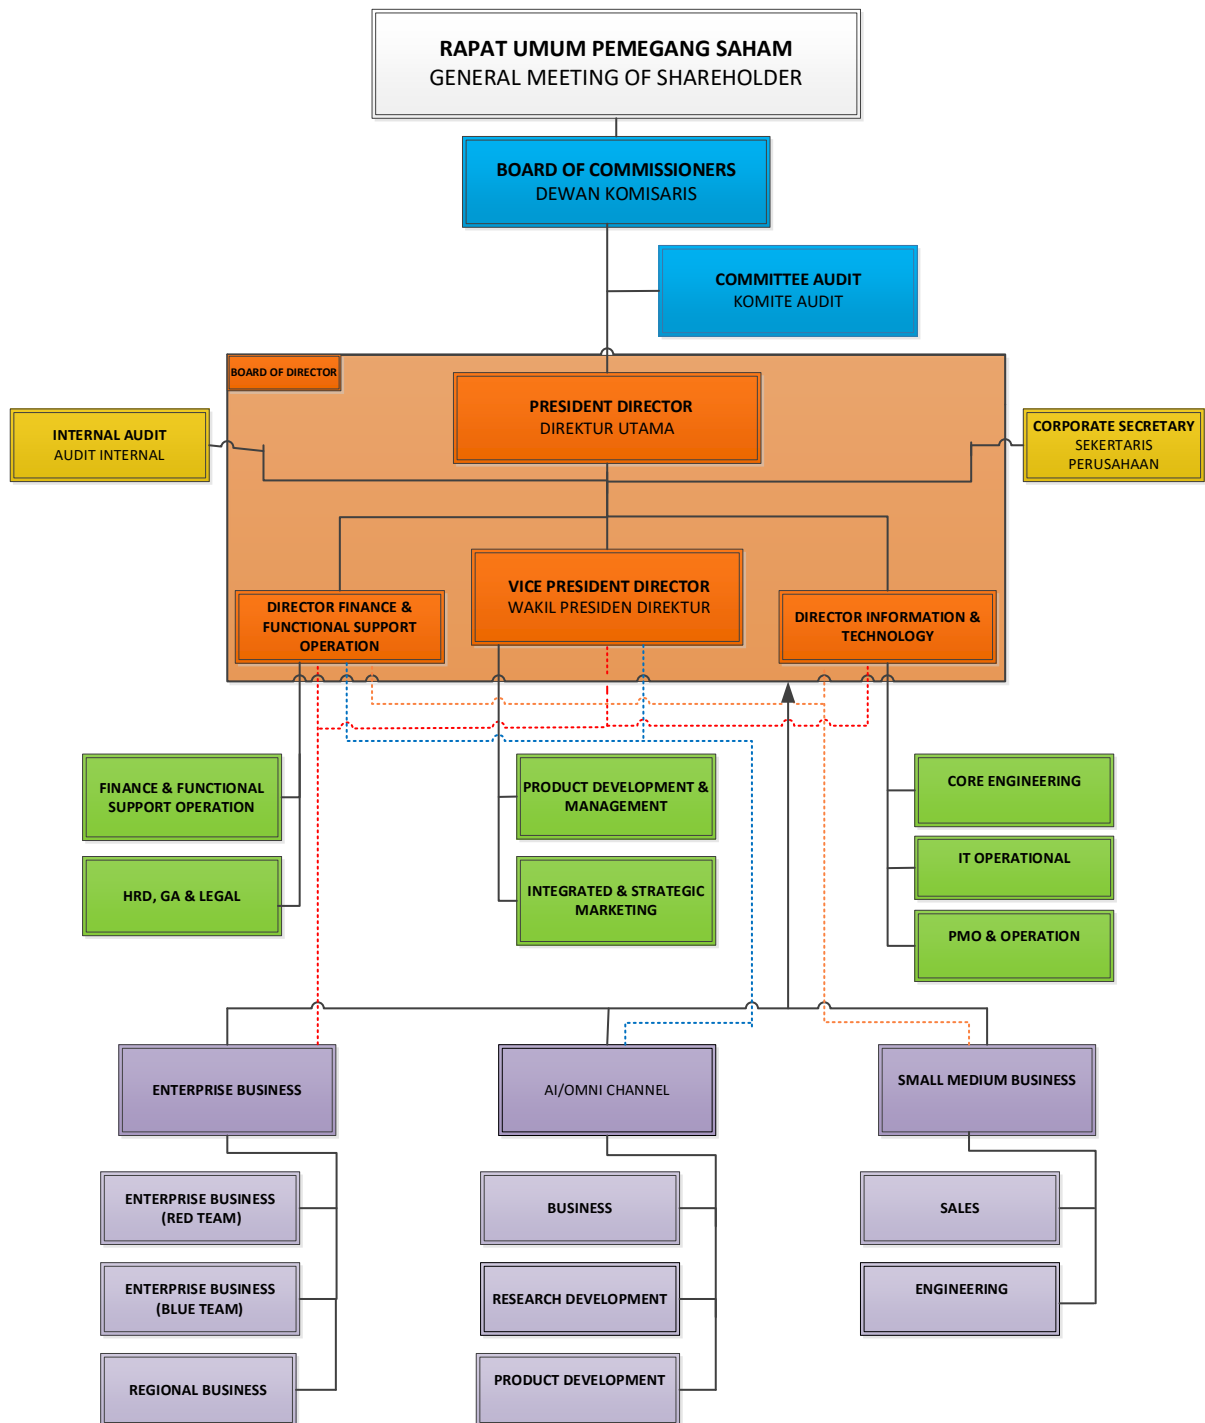 RAPAT UMUM PEMEGANG SAHAM
GENERAL MEETING OF SHAREHOLDER
BOARD OF COMMISSIONERS
DEWAN KOMISARIS
COMMITTEE AUDIT
KOMITE AUDIT
BOARD OF DIRECTOR
PRESIDENT DIRECTOR
DIREKTUR UTAMA
INTERNAL AUDIT
AUDIT INTERNAL
CORPORATE SECRETARY
SEKERTARIS
PERUSAHAAN
DIRECTOR FINANCE &
FUNCTIONAL SUPPORT
OPERATION
VICE PRESIDENT DIRECTOR
WAKIL PRESIDEN DIREKTUR
DIRECTOR INFORMATION &
TECHNOLOGY
FINANCE & FUNCTIONAL
SUPPORT OPERATION
PRODUCT DEVELOPMENT &
MANAGEMENT
CORE ENGINEERING
IT OPERATIONAL
HRD, GA & LEGAL
INTEGRATED & STRATEGIC
MARKETING
PMO & OPERATION
ENTERPRISE BUSINESS
AI/OMNI CHANNEL
SMALL MEDIUM BUSINESS
ENTERPRISE BUSINESS
(RED TEAM)
BUSINESS
SALES
ENTERPRISE BUSINESS
(BLUE TEAM)
RESEARCH DEVELOPMENT
ENGINEERING
REGIONAL BUSINESS
PRODUCT DEVELOPMENT